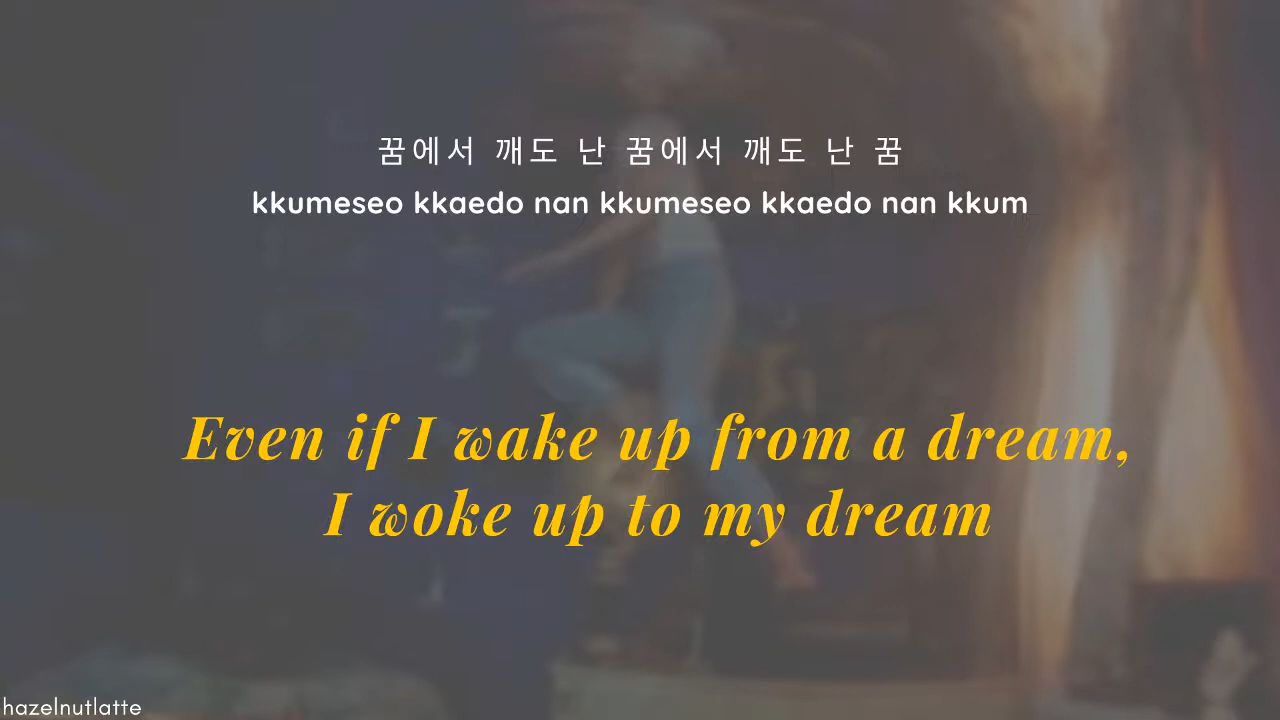 꿈에서 깨도 난 꿈에서 깨도 난 꿈
kkumeseo kkaedo nan kkumeseo kkaedo nan kkum
Even if I wake up from a dream,
I woke up to my dream
hazelnutlatte